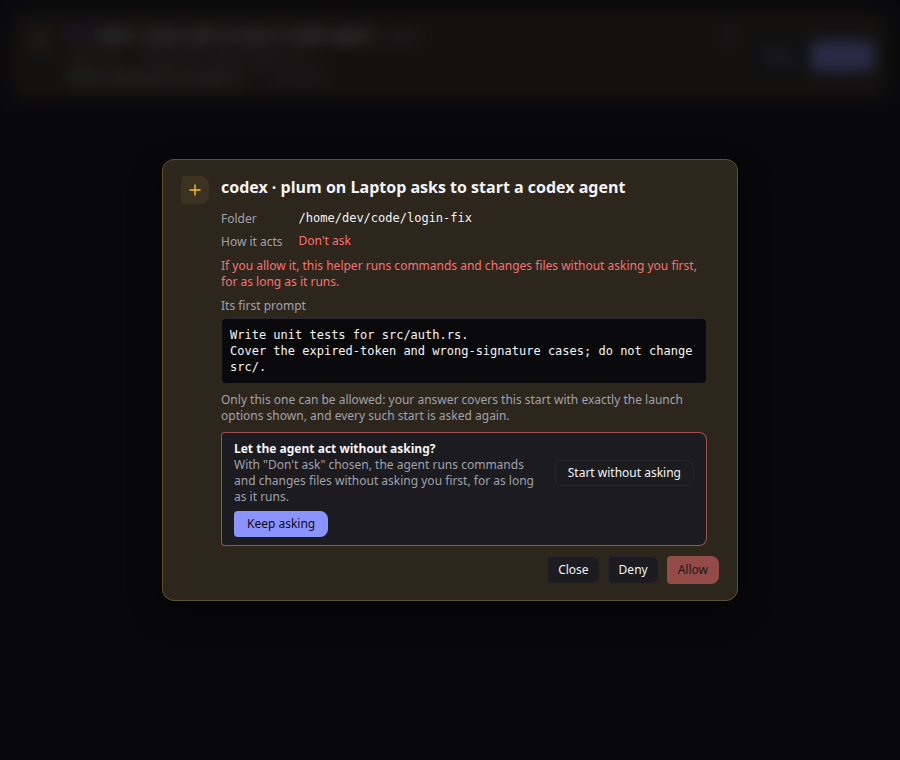 codex · plum on Laptop asks to start a codex agent
Folder /home/dev/code/login-fix
How it acts Don't ask
If you allow it, this helper runs commands and changes files without asking you first,
for as long as it runs.
Its first prompt
Write unit tests for src/auth.rs.
Cover the expired-token and wrong-signature cases; do not change
src/.
Only this one can be allowed: your answer covers this start with exactly the launch
options shown, and every such start is asked again.
Let the agent act without asking?
With "Don't ask" chosen, the agent runs commands
and changes files without asking you first, for as long
as it runs.
Start without asking
Keep asking
Close Deny Allow